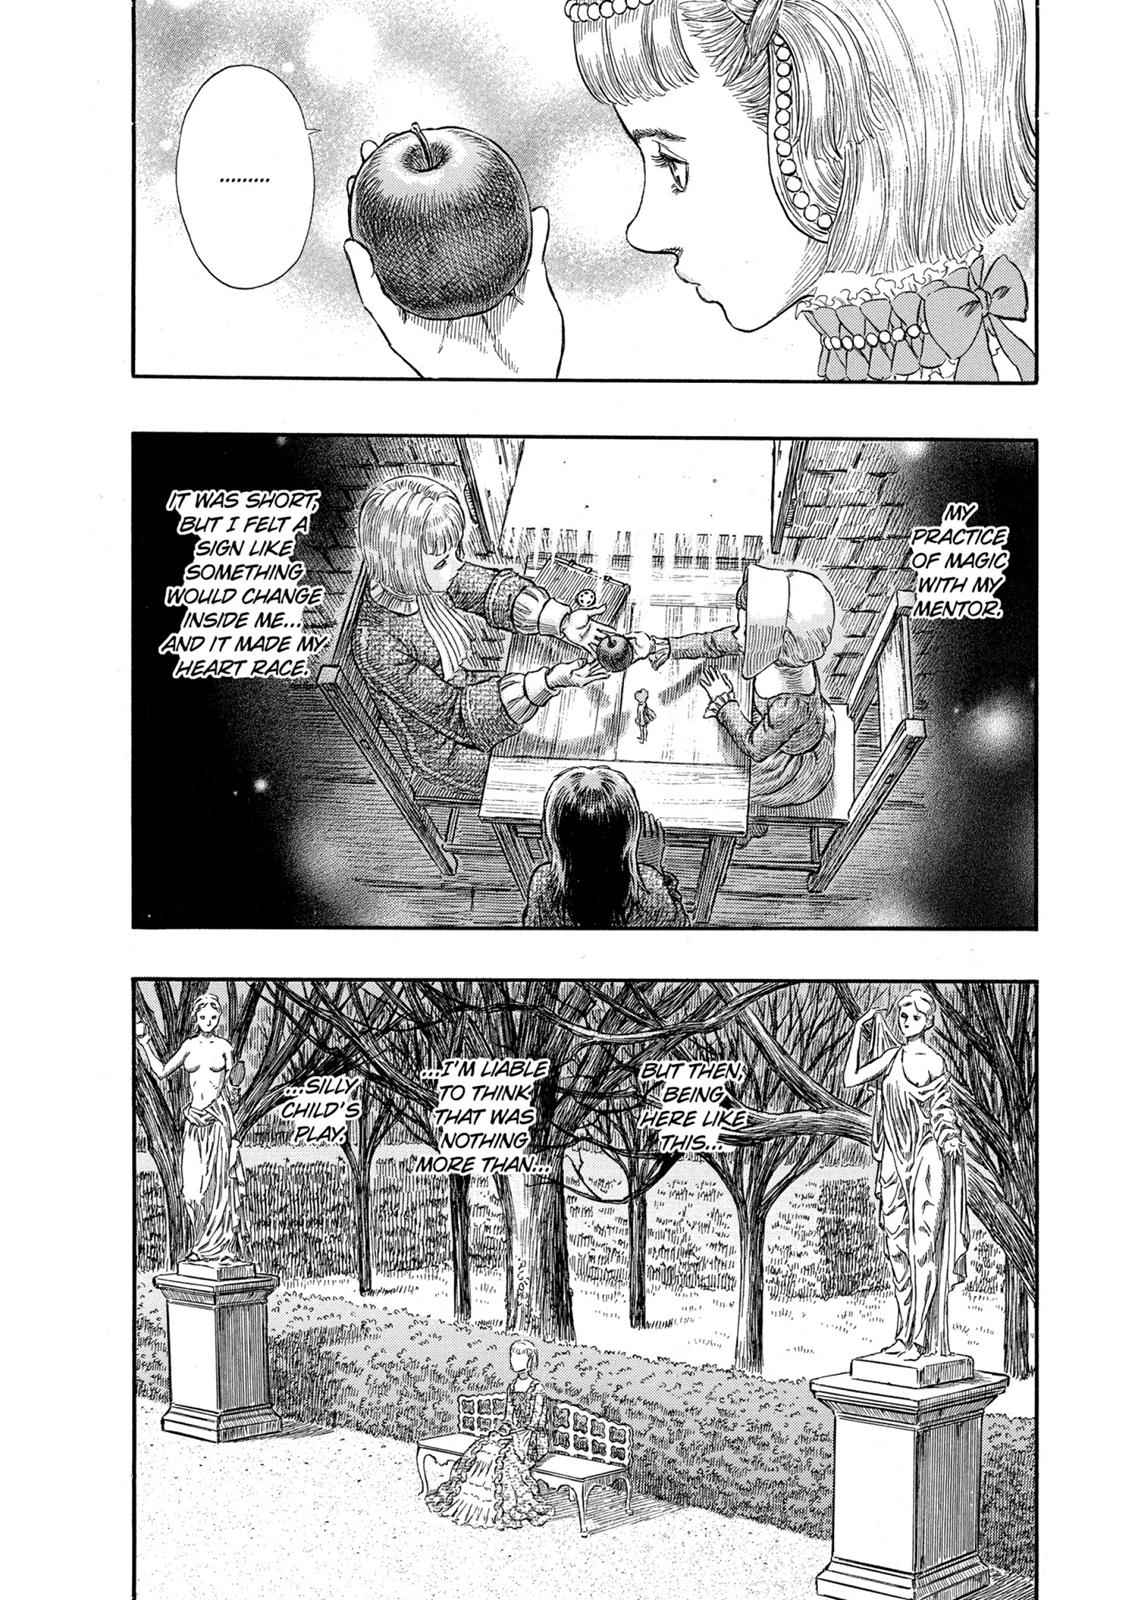 .........
MY
PRACTICE
OF MAGIC
WITH MY
MENTOR.
IT WAS SHORT,
BUT I FELT A
SIGN LIKE
SOMETHING
WOULD CHANGE
INSIDE ME...
AND IT MADE MY
HEART RACE.
BUT THEN,
BEING
HERE LIKE
THIS...
...I'M LIABLE
TO THINK
THAT WAS
NOTHING
MORE THAN...
...SILLY
CHILD'S
PLAY.